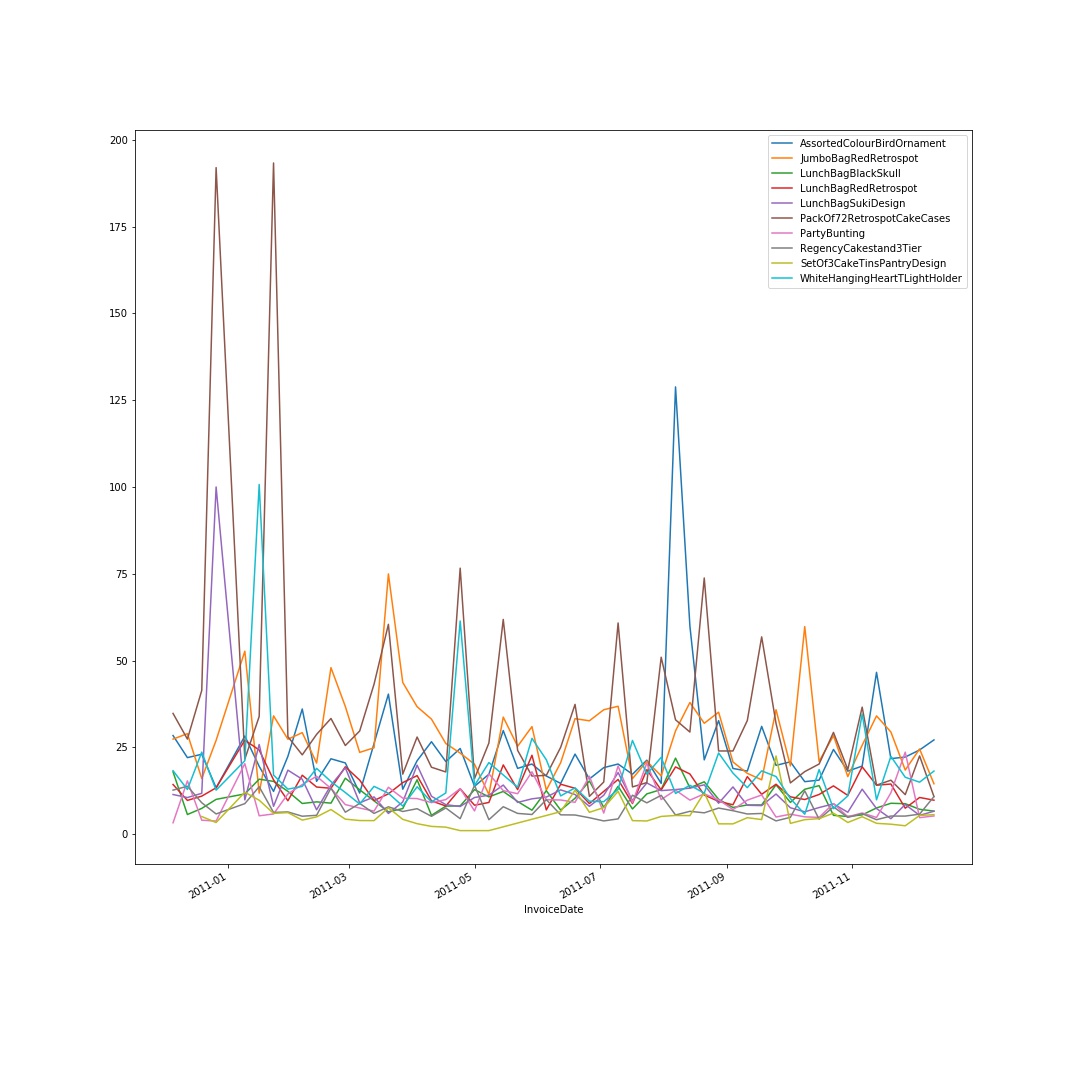 200
175
150
125
100
75
50
25
0
AssortedColourBirdOrnament
JumboBagRedRetrospot
LunchBagBlackSkull
LunchBagRedRetrospot
LunchBagSukiDesign
PackOf72RetrospotCakeCases
PartyBunting
RegencyCakestand3Tier
SetOf3CakeTinsPantryDesign
WhiteHangingHeartTLightHolder
2011-01
2011-03
2011-05
2011-07
2011-09
2011-11
InvoiceDate